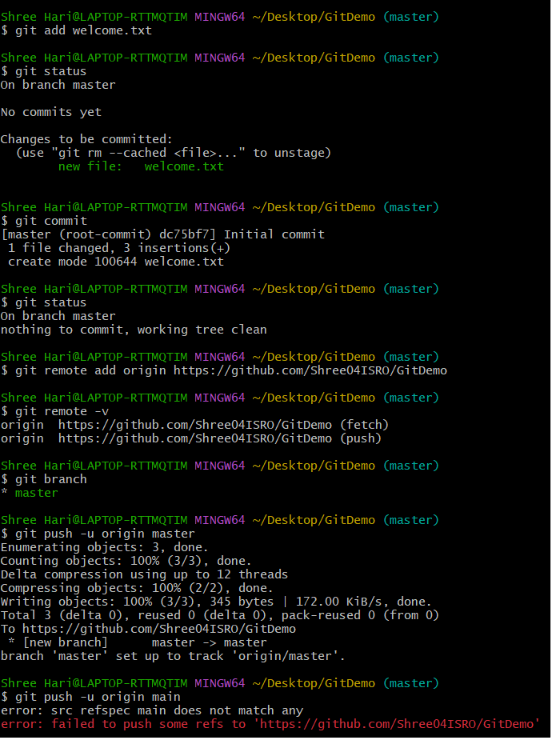 Shree Hari@LAPTOP-RTTMQTIM MINGW64 ~/Desktop/GitDemo (master)
$ git add welcome.txt
Shree Hari@LAPTOP-RTTMQTIM MINGW64 ~/Desktop/GitDemo (master)
$ git status
On branch master
No commits yet
Changes to be committed:
  (use "git rm --cached <file>..." to unstage)
        new file:   welcome.txt
Shree Hari@LAPTOP-RTTMQTIM MINGW64 ~/Desktop/GitDemo (master)
$ git commit
[master (root-commit) dc75bf7] Initial commit
 1 file changed, 3 insertions(+)
 create mode 100644 welcome.txt
Shree Hari@LAPTOP-RTTMQTIM MINGW64 ~/Desktop/GitDemo (master)
$ git status
On branch master
nothing to commit, working tree clean
Shree Hari@LAPTOP-RTTMQTIM MINGW64 ~/Desktop/GitDemo (master)
$ git remote add origin https://github.com/Shree04ISRO/GitDemo
Shree Hari@LAPTOP-RTTMQTIM MINGW64 ~/Desktop/GitDemo (master)
$ git remote -v
origin  https://github.com/Shree04ISRO/GitDemo (fetch)
origin  https://github.com/Shree04ISRO/GitDemo (push)
Shree Hari@LAPTOP-RTTMQTIM MINGW64 ~/Desktop/GitDemo (master)
$ git branch
* master
Shree Hari@LAPTOP-RTTMQTIM MINGW64 ~/Desktop/GitDemo (master)
$ git push -u origin master
Enumerating objects: 3, done.
Counting objects: 100% (3/3), done.
Delta compression using up to 12 threads
Compressing objects: 100% (2/2), done.
Writing objects: 100% (3/3), 345 bytes | 172.00 KiB/s, done.
Total 3 (delta 0), reused 0 (delta 0), pack-reused 0 (from 0)
To https://github.com/Shree04ISRO/GitDemo
 * [new branch]      master -> master
branch 'master' set up to track 'origin/master'.
Shree Hari@LAPTOP-RTTMQTIM MINGW64 ~/Desktop/GitDemo (master)
$ git push -u origin main
error: src refspec main does not match any
error: failed to push some refs to 'https://github.com/Shree04ISRO/GitDemo'